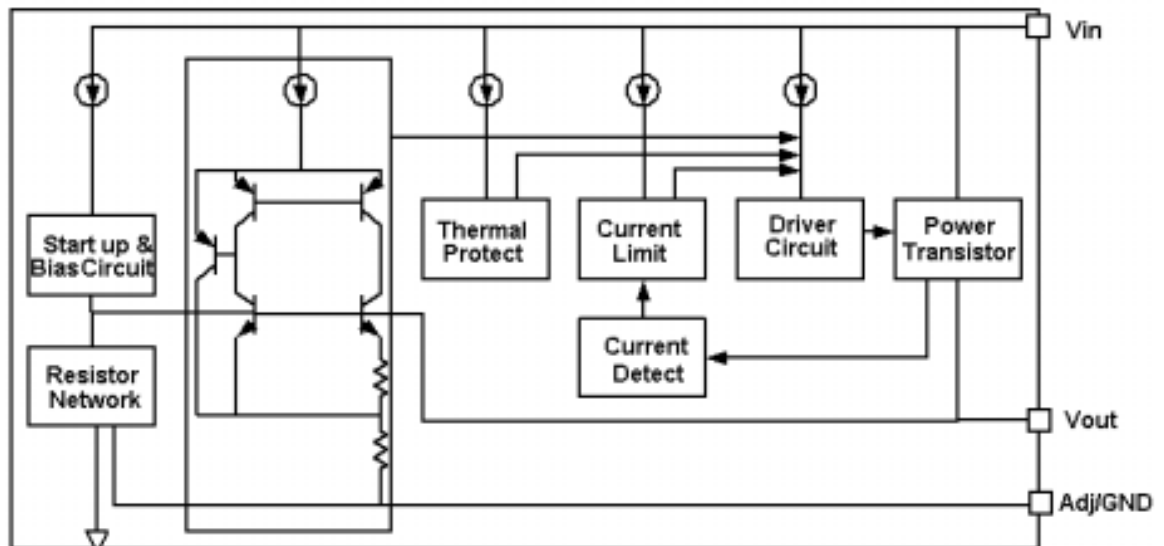 Vin
Start up &
Bias Circuit
Thermal
Protect
Current
Limit
Driver
Circuit
Power
Transistor
Resistor
Network
Current
Detect
Vout
Adj/GND